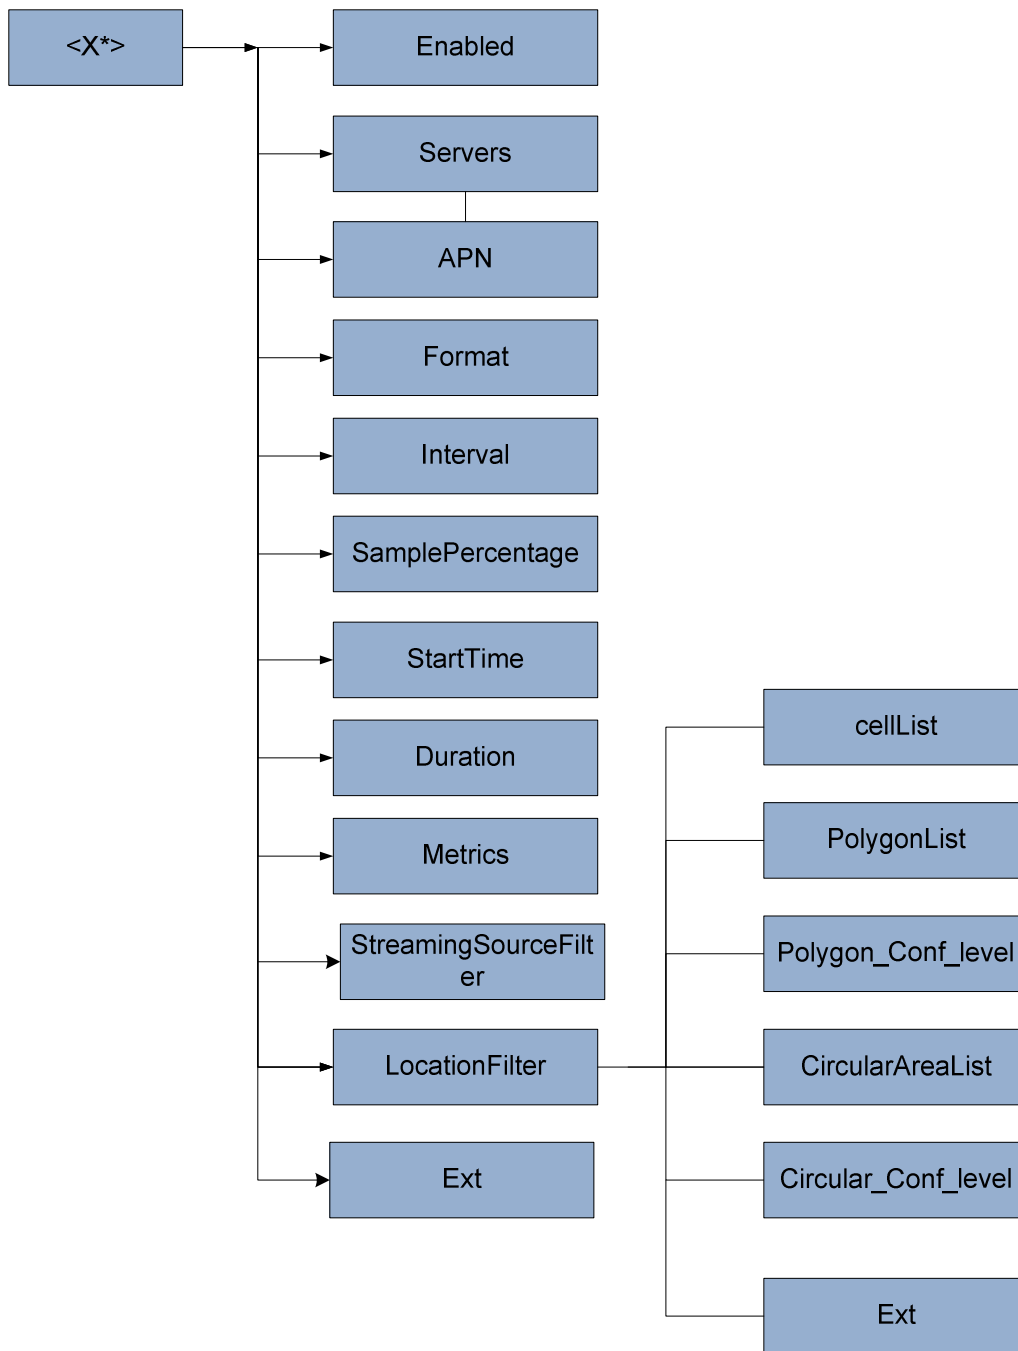 <X*>
Enabled
Servers
APN
Format
Interval
SamplePercentage
StartTime
Duration
Metrics
StreamingSourceFilt
er
LocationFilter
Ext
cellList
PolygonList
Polygon_Conf_level
CircularAreaList
Circular_Conf_level
Ext